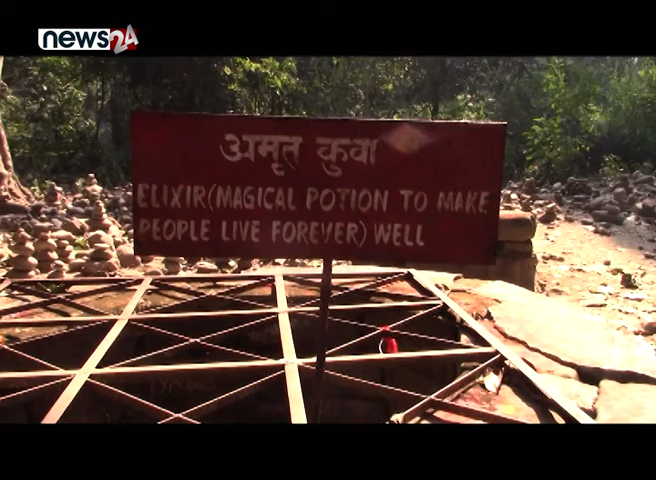 news24
अमृत कुवा
ELIXIR(MAGICAL POTION TO MAKE
PEOPLE LIVE FOREVER) WELL